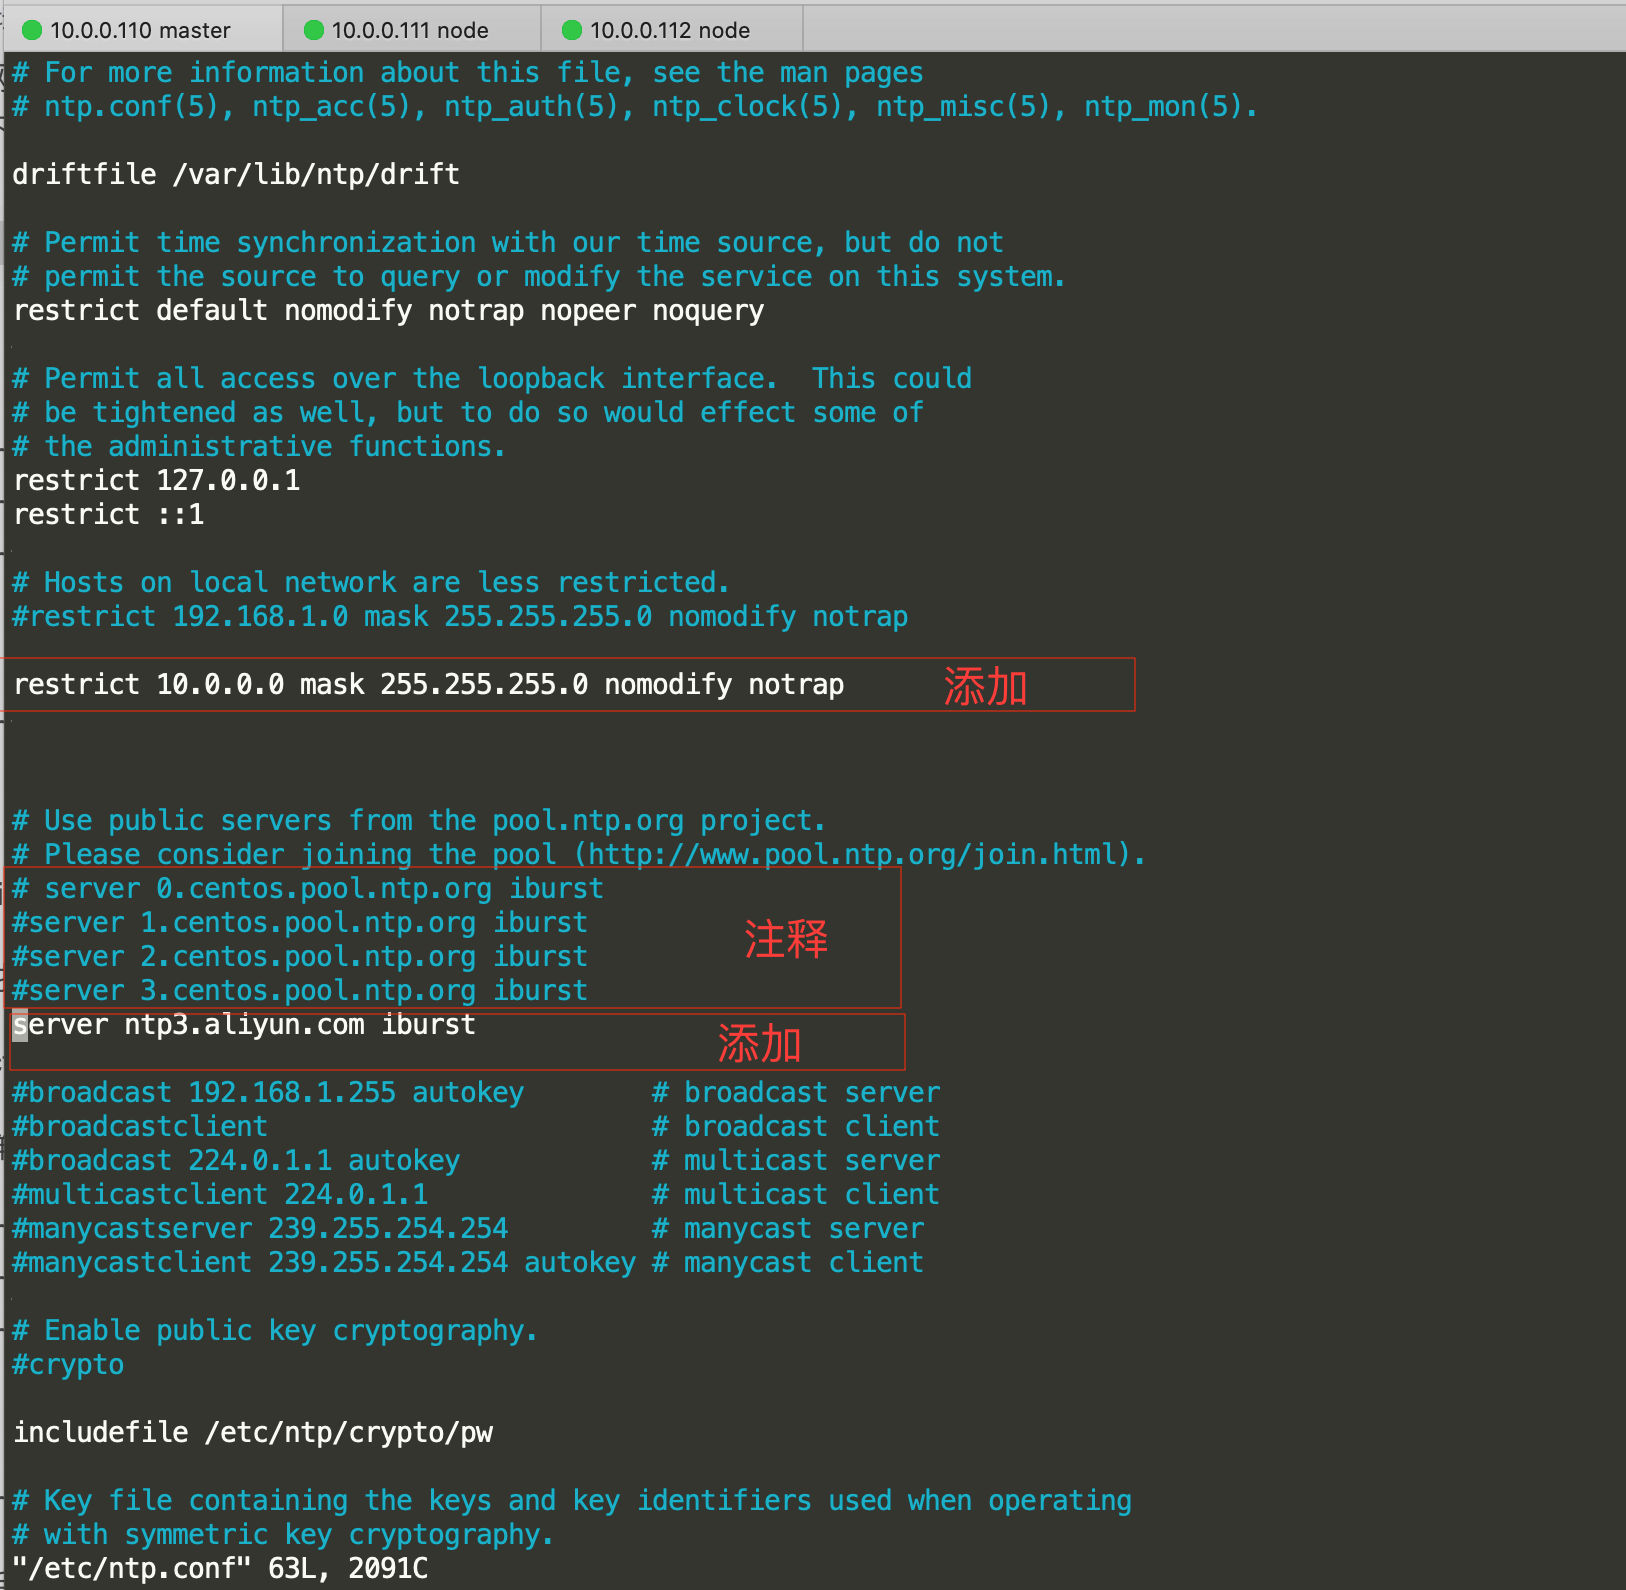 10.0.0.110 master
10.0.0.111 node
10.0.0.112 node
# For more information about this file, see the man pages
# ntp.conf(5), ntp_acc(5), ntp_auth(5), ntp_clock(5), ntp_misc(5), ntp_mon(5).
driftfile /var/lib/ntp/drift
# Permit time synchronization with our time source, but do not
# permit the source to query or modify the service on this system.
restrict default nomodify notrap nopeer noquery
# Permit all access over the loopback interface.  This could
# be tightened as well, but to do so would effect some of
# the administrative functions.
restrict 127.0.0.1
restrict ::1
# Hosts on local network are less restricted.
#restrict 192.168.1.0 mask 255.255.255.0 nomodify notrap
restrict 10.0.0.0 mask 255.255.255.0 nomodify notrap 添加
# Use public servers from the pool.ntp.org project.
# Please consider joining the pool (http://www.pool.ntp.org/join.html).
# server 0.centos.pool.ntp.org iburst
#server 1.centos.pool.ntp.org iburst
注释
#server 2.centos.pool.ntp.org iburst
#server 3.centos.pool.ntp.org iburst
server ntp3.aliyun.com iburst
添加
#broadcast 192.168.1.255 autokey        # broadcast server
#broadcastclient                        # broadcast client
#broadcast 224.0.1.1 autokey            # multicast server
#multicastclient 224.0.1.1              # multicast client
#manycastserver 239.255.254.254         # manycast server
#manycastclient 239.255.254.254 autokey # manycast client
# Enable public key cryptography.
#crypto
includefile /etc/ntp/crypto/pw
# Key file containing the keys and key identifiers used when operating
# with symmetric key cryptography.
"/etc/ntp.conf" 63L, 2091C